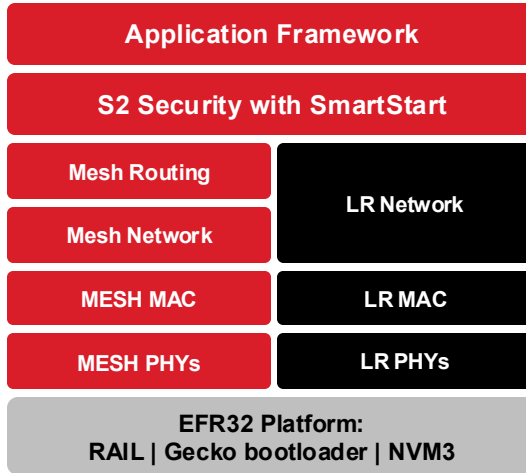 Application Framework
S2 Security with SmartStart
Mesh Routing
LR Network
Mesh Network
MESH MAC
LR MAC
MESH PHYs
LR PHYs
EFR32 Platform:
RAIL | Gecko bootloader | NVM3